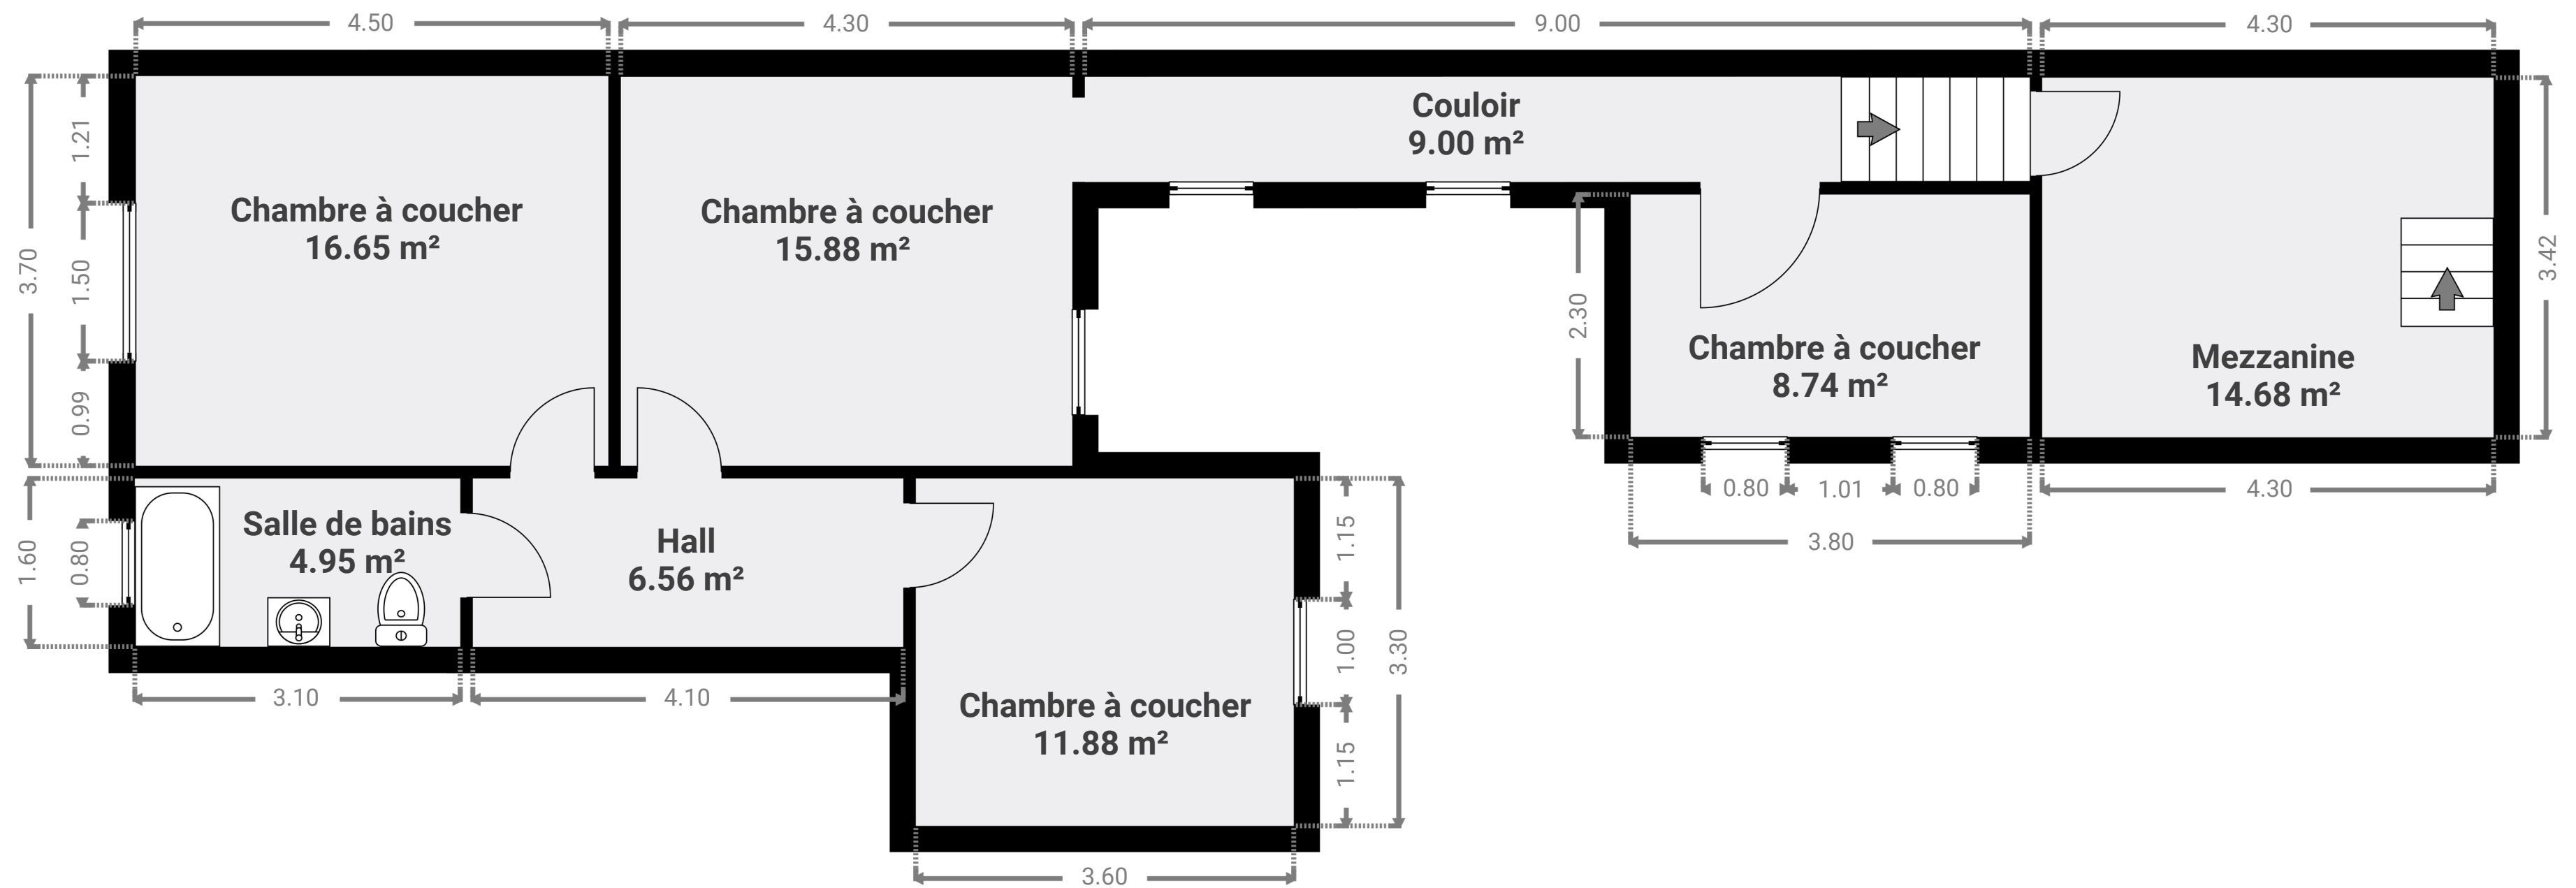 4.50
4.30
9.00
4.30
Couloir
9.00 m²
1.21
Chambre à coucher
16.65 m²
Chambre à coucher
15.88 m²
3.70
1.50
0.99
2.30
3.42
Chambre à coucher
8.74 m²
Mezzanine
14.68 m²
0.80
1.01
0.80
4.30
3.80
Salle de bains
4.95 m²
Hall
6.56 m²
1.60
0.80
1.15
1.00
3.30
1.15
3.10
4.10
Chambre à coucher
11.88 m²
3.60